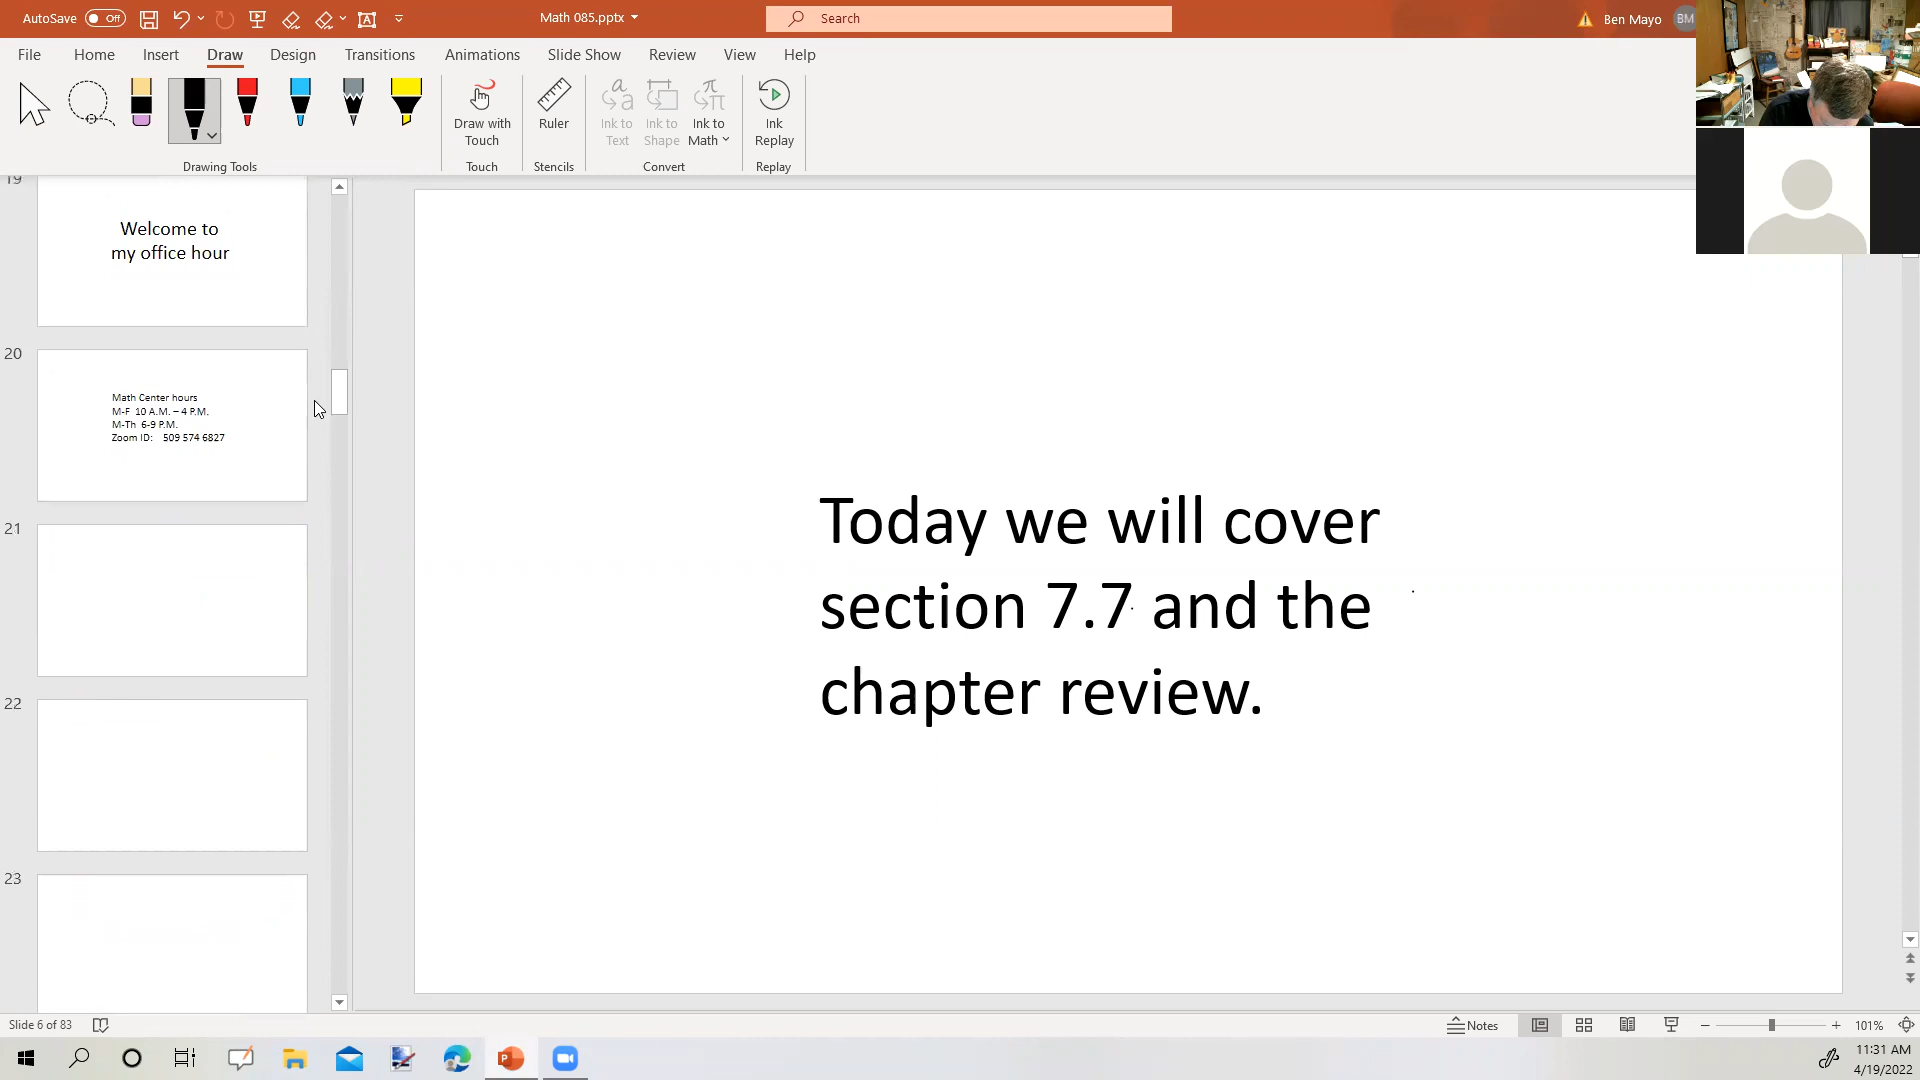 AutoSave Off
Math 085.pptx
Search
Ben Mayo BM
File Home Insert Draw Design Transitions Animations Slide Show Review View Help
Draw with Touch
Ruler
Ink to Text
Ink to Shape
Ink to Math
Ink Replay
Drawing Tools Touch Stencils Convert Replay
19
Welcome to
my office hour
20
Math Center hours
M-F 10 A.M. – 4 P.M.
M-Th 6-9 P.M.
Zoom ID: 509 574 6827
21
22
23
Today we will cover
section 7.7 and the
chapter review.
Slide 6 of 83
Notes
101%
11:31 AM
4/19/2022